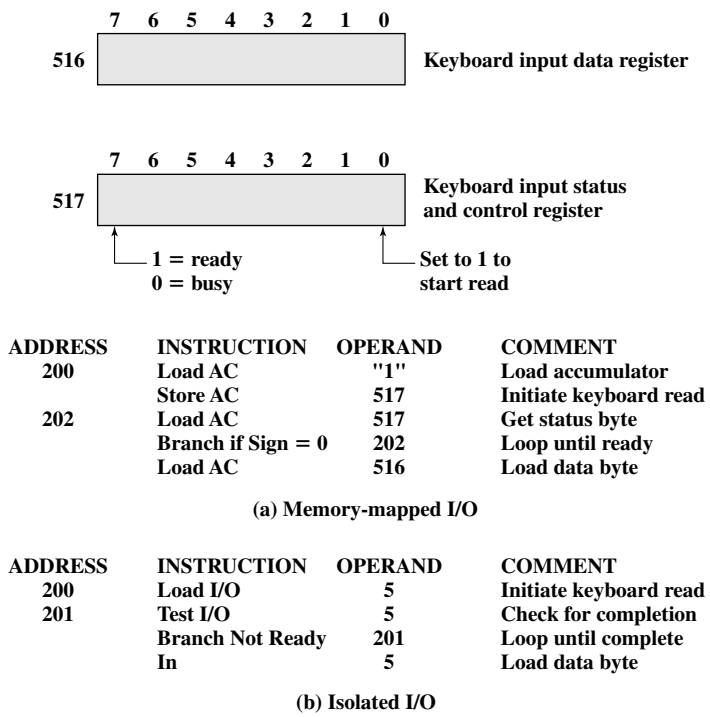 7 6 5 4 3 2 1 0
516 Keyboard input data register
7 6 5 4 3 2 1 0
517 Keyboard input status
and control register
1 = ready
0 = busy
Set to 1 to
start read
ADDRESS INSTRUCTION OPERAND COMMENT
200 Load AC "1" Load accumulator
Store AC 517 Initiate keyboard read
202 Load AC 517 Get status byte
Branch if Sign = 0 202 Loop until ready
Load AC 516 Load data byte
(a) Memory-mapped I/O
ADDRESS INSTRUCTION OPERAND COMMENT
200 Load I/O 5 Initiate keyboard read
201 Test I/O 5 Check for completion
Branch Not Ready 201 Loop until complete
In 5 Load data byte
(b) Isolated I/O